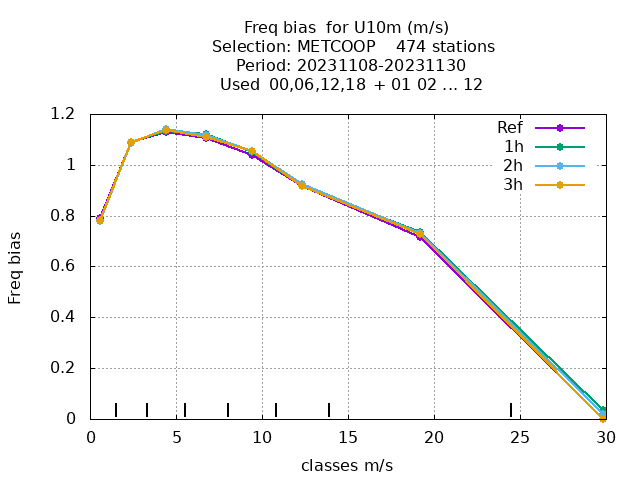 Freq bias  for U10m (m/s)
Selection: METCOOP    474 stations
Period: 20231108-20231130
Used  00,06,12,18  + 01 02 ... 12
Ref
1h
2h
3h
1.2
1
0.8
0.6
0.4
0.2
0
Freq bias
0 5 10 15 20 25 30
classes m/s